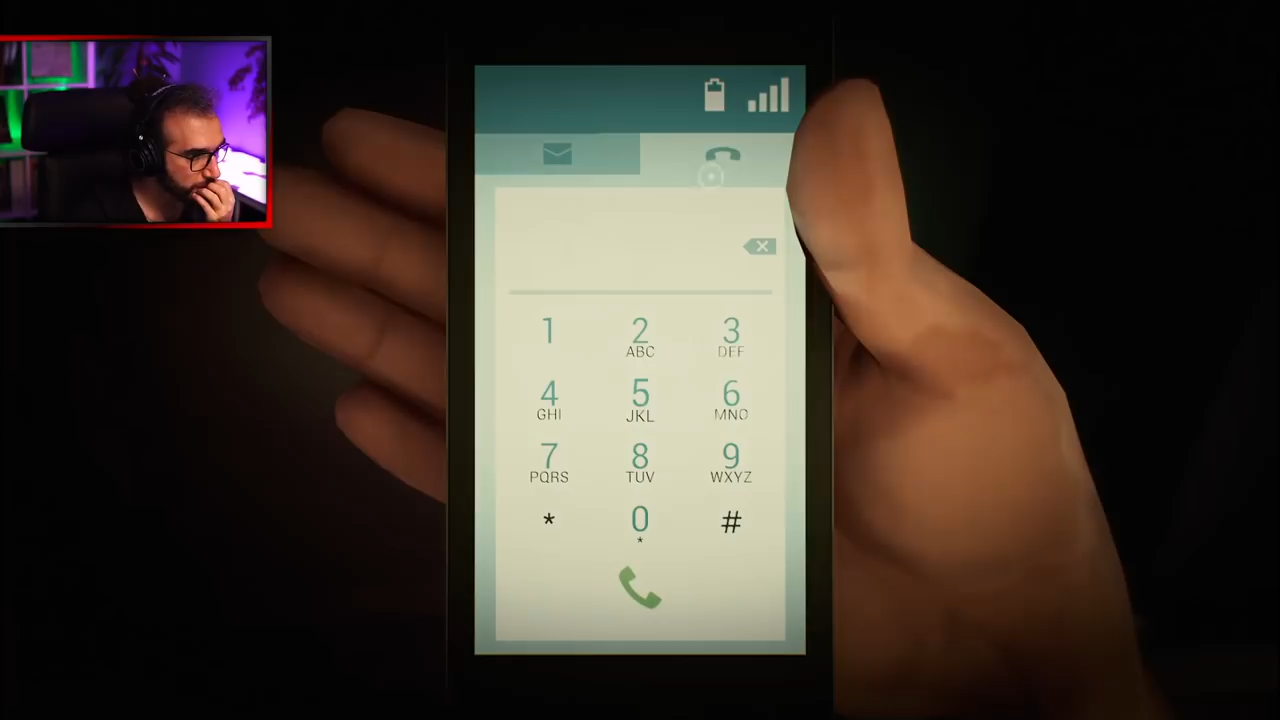 1 2 3
ABC DEF
4 5 6
GHI JKL MNO
7 8 9
PQRS TUV WXYZ
* 0 #
*